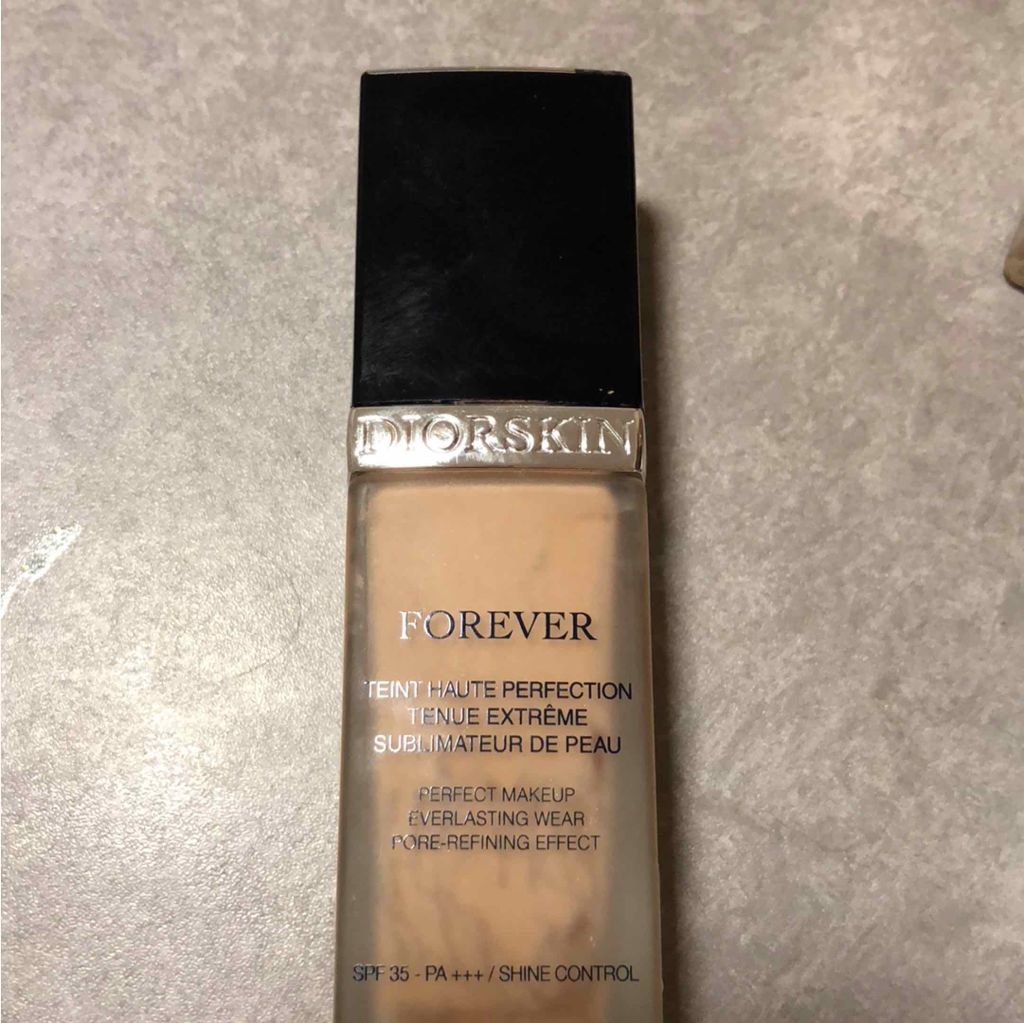 DIORSKIN
FOREVER
TEINT HAUTE PERFECTION
TENUE EXTRÊME
SUBLIMATEUR DE PEAU
PERFECT MAKEUP
EVERLASTING WEAR
PORE-REFINING EFFECT
SPF 35 - PA +++ / SHINE CONTROL